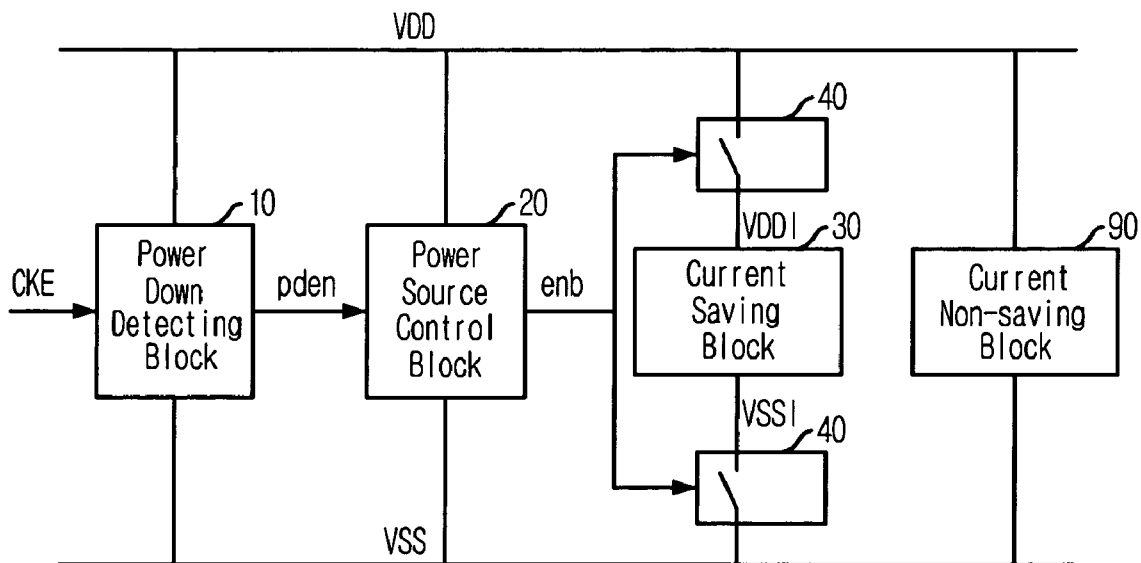 VDD
40
10
20
VDDI
30
90
CKE
Power
Down
Detecting
Block
pden
Power
Source
Control
Block
enb
Current
Saving
Block
Current
Non-saving
Block
VSSI
40
VSS